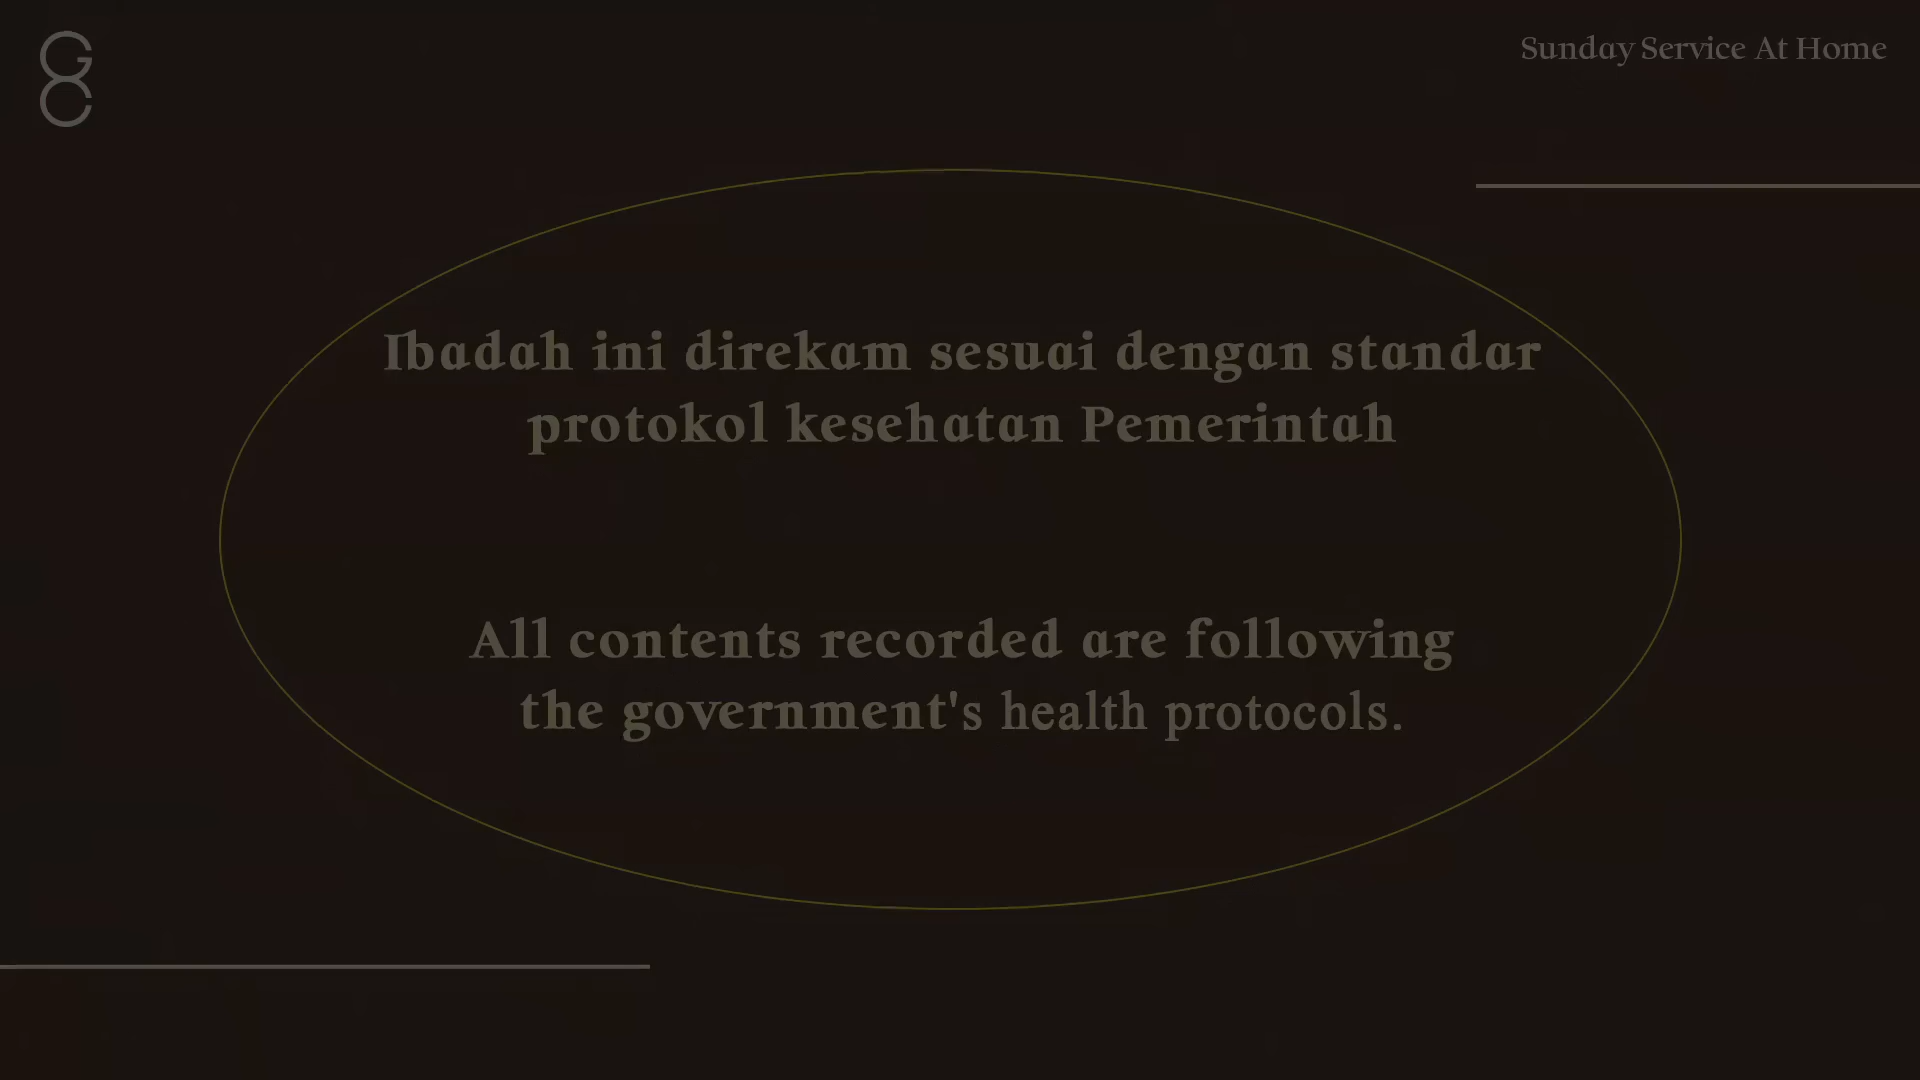 GC
Sunday Service At Home
Ibadah ini direkam sesuai dengan standar
protokol kesehatan Pemerintah
All contents recorded are following
the government's health protocols.